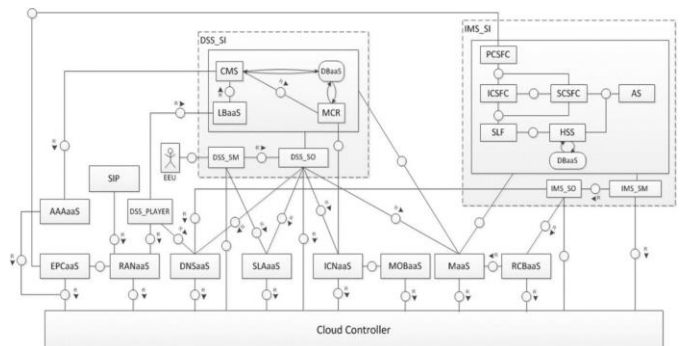 DSS_SI
IMS_SI
PCSFC
CMS
DBaaS
ICSFC
SCSFC
AS
LBaaS
MCR
SLF
HSS
DBaaS
EEU
DSS_SM
DSS_SO
SIP
IMS_SO
IMS_SM
AAAaaS
DSS_PLAYER
EPCaaS
RANaaS
DNSaaS
SLAaaS
ICNaaS
MOBaaS
MaaS
RCBaaS
Cloud Controller